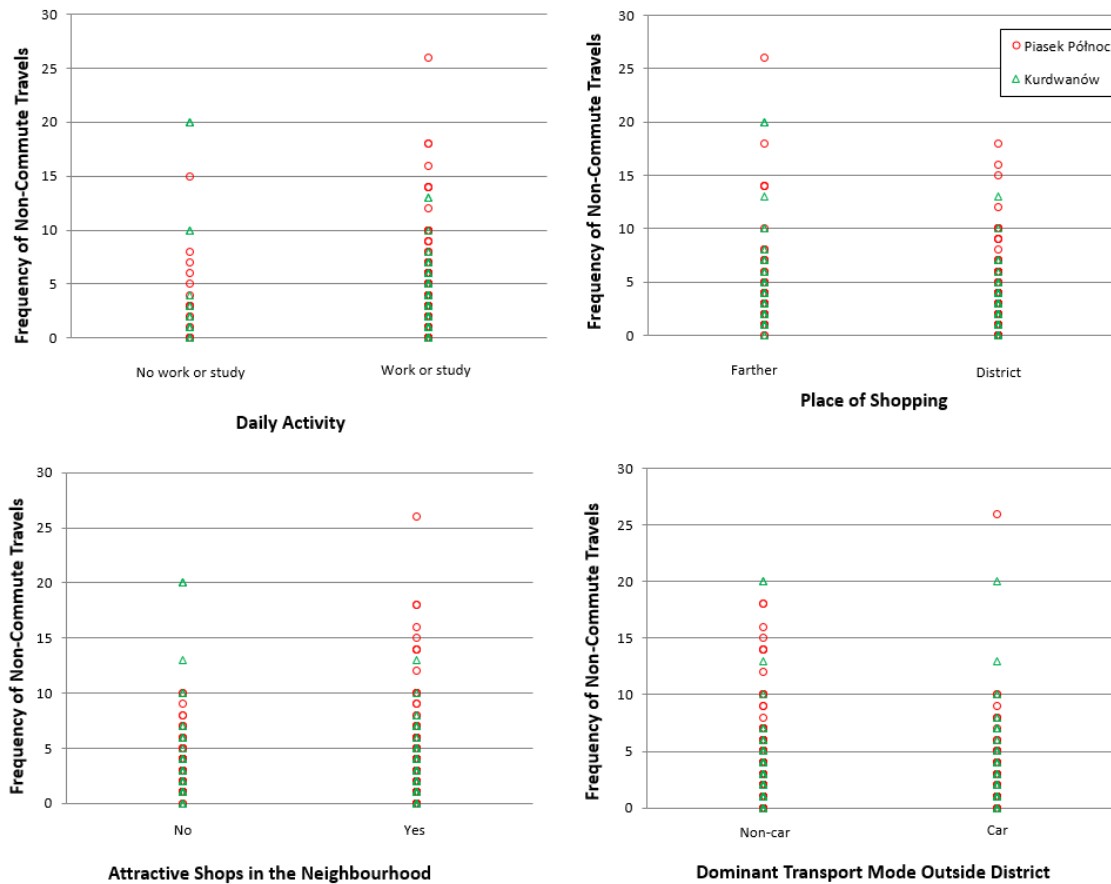 Frequency of Non-Commute Travels
30
25
20
15
10
5
0
No work or study
Work or study
Daily Activity
Frequency of Non-Commute Travels
30
25
20
15
10
5
0
Piasek Północ
Kurdwanów
Farther
District
Place of Shopping
Frequency of Non-Commute Travels
30
25
20
15
10
5
0
No
Yes
Attractive Shops in the Neighbourhood
Frequency of Non-Commute Travels
30
25
20
15
10
5
0
Non-car
Car
Dominant Transport Mode Outside District